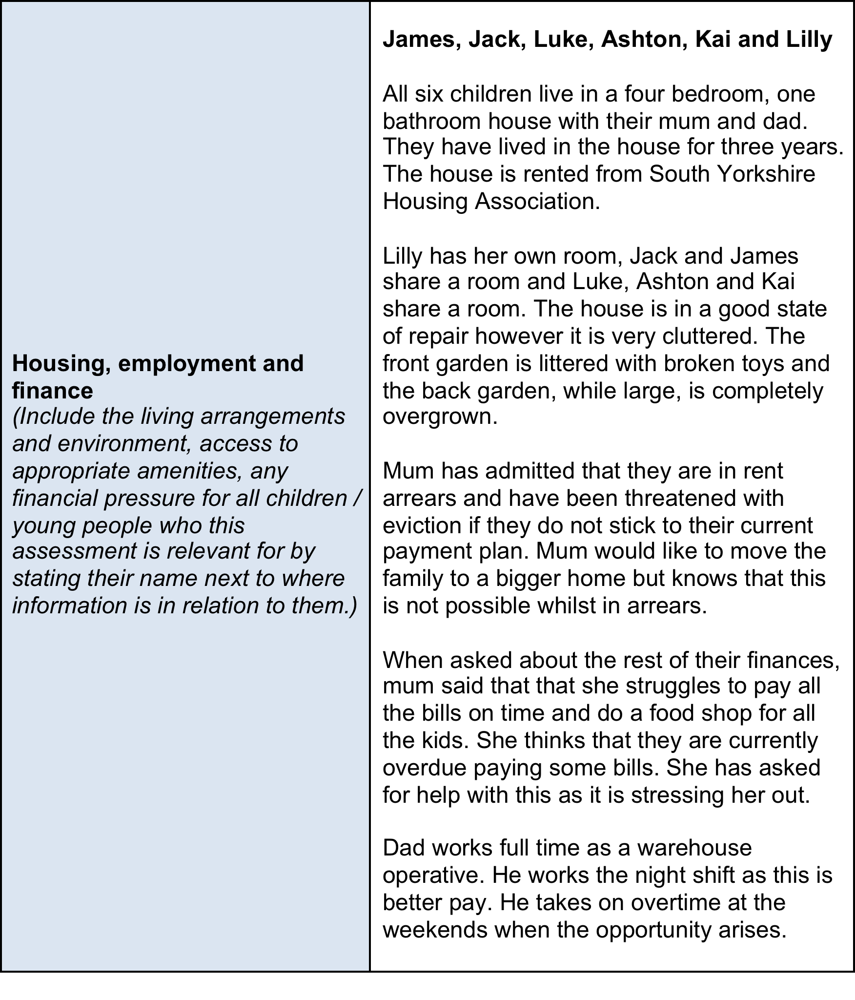 Housing, employment and
finance
(Include the living arrangements
and environment, access to
appropriate amenities, any
financial pressure for all children /
young people who this
assessment is relevant for by
stating their name next to where
information is in relation to them.)
James, Jack, Luke, Ashton, Kai and Lilly
All six children live in a four bedroom, one
bathroom house with their mum and dad.
They have lived in the house for three years.
The house is rented from South Yorkshire
Housing Association.
Lilly has her own room, Jack and James
share a room and Luke, Ashton and Kai
share a room. The house is in a good state
of repair however it is very cluttered. The
front garden is littered with broken toys and
the back garden, while large, is completely
overgrown.
Mum has admitted that they are in rent
arrears and have been threatened with
eviction if they do not stick to their current
payment plan. Mum would like to move the
family to a bigger home but knows that this
is not possible whilst in arrears.
When asked about the rest of their finances,
mum said that that she struggles to pay all
the bills on time and do a food shop for all
the kids. She thinks that they are currently
overdue paying some bills. She has asked
for help with this as it is stressing her out.
Dad works full time as a warehouse
operative. He works the night shift as this is
better pay. He takes on overtime at the
weekends when the opportunity arises.